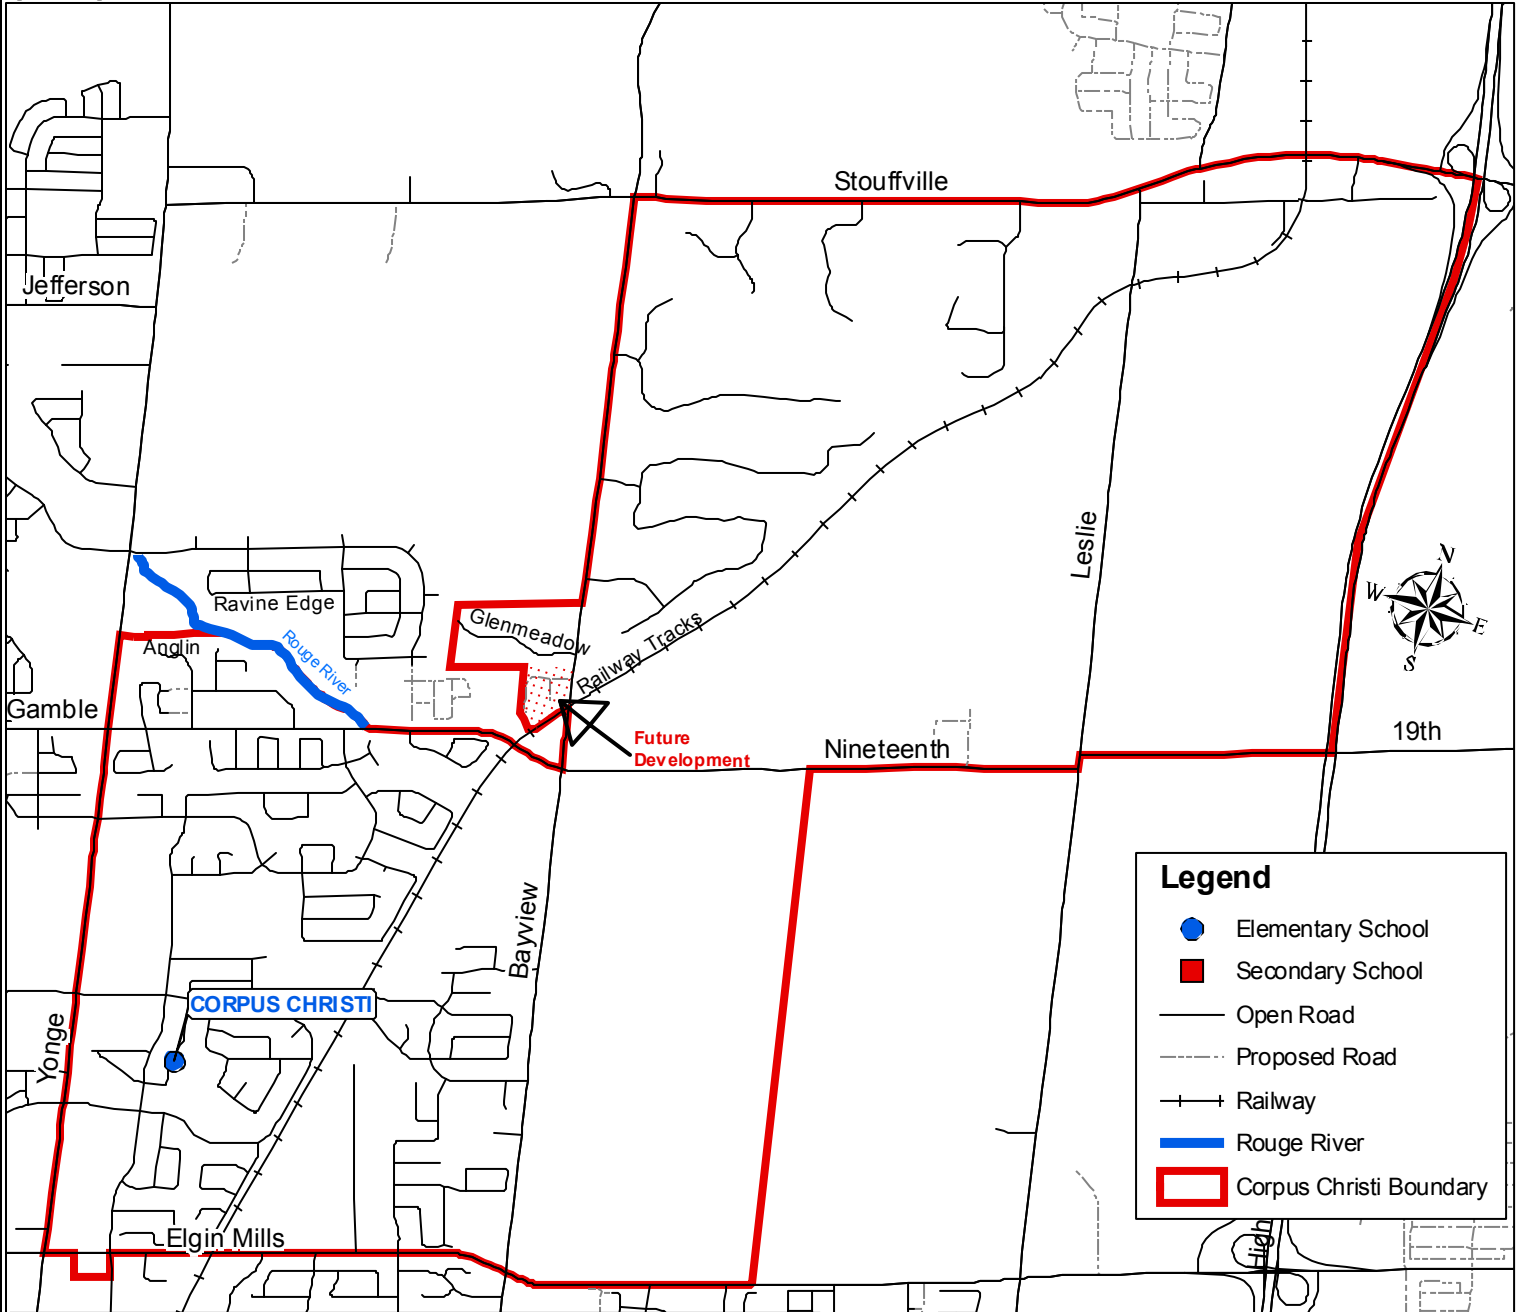 Stouffville
Jefferson
Leslie
N
W
E
S
Ravine Edge
Glenmeadow
Anglin
Rouge River
Railway Tracks
Gamble
Future
Development
Nineteenth
19th
Bayview
Legend
Elementary School
Secondary School
Open Road
Proposed Road
Railway
Rouge River
Corpus Christi Boundary
CORPUS CHRISTI
Yonge
Elgin Mills
High